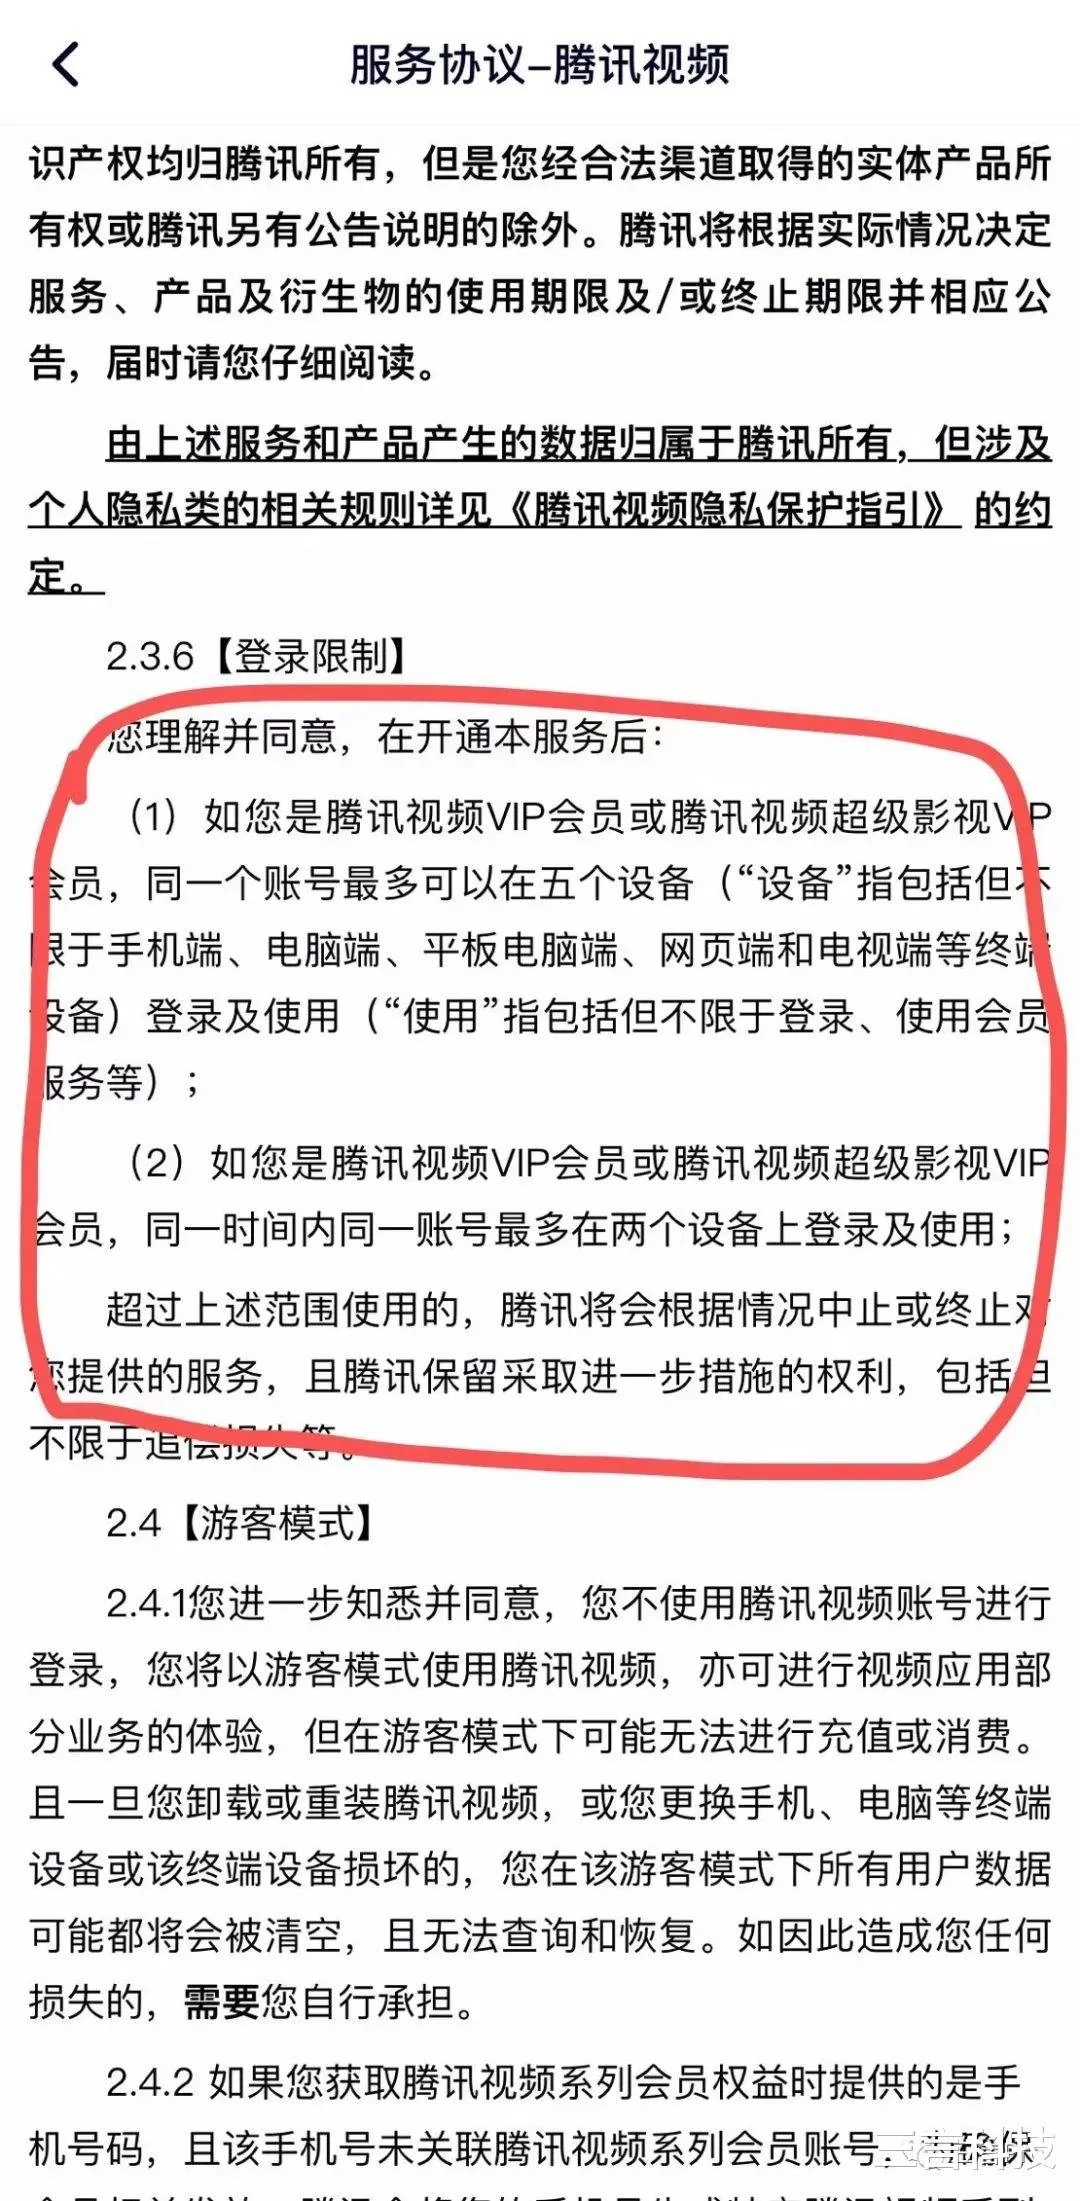 服务协议-腾讯视频
识产权均归腾讯所有，但是您经合法渠道取得的实体产品所
有权或腾讯另有公告说明的除外。腾讯将根据实际情况决定
服务、产品及衍生物的使用期限及/或终止期限并相应公
告，届时请您仔细阅读。
由上述服务和产品产生的数据归属于腾讯所有，但涉及
个人隐私类的相关规则详见《腾讯视频隐私保护指引》 的约
定。
2.3.6【登录限制】
您理解并同意，在开通本服务后：
（1）如您是腾讯视频VIP会员或腾讯视频超级影视VIP
会员，同一个账号最多可以在五个设备（“设备”指包括但不
限于手机端、电脑端、平板电脑端、网页端和电视端等终端
设备）登录及使用（“使用”指包括但不限于登录、使用会员
服务等）；
（2）如您是腾讯视频VIP会员或腾讯视频超级影视VIP
会员，同一时间内同一账号最多在两个设备上登录及使用；
超过上述范围使用的，腾讯将会根据情况中止或终止对
您提供的服务，且腾讯保留采取进一步措施的权利，包括但
不限于追偿损失等。
2.4【游客模式】
2.4.1您进一步知悉并同意，您不使用腾讯视频账号进行
登录，您将以游客模式使用腾讯视频，亦可进行视频应用部
分业务的体验，但在游客模式下可能无法进行充值或消费。
且一旦您卸载或重装腾讯视频，或您更换手机、电脑等终端
设备或该终端设备损坏的，您在该游客模式下所有用户数据
可能都将会被清空，且无法查询和恢复。如因此造成您任何
损失的，需要您自行承担。
2.4.2 如果您获取腾讯视频系列会员权益时提供的是手
机号码，且该手机号未关联腾讯视频系列会员账号，为确保
三言科技